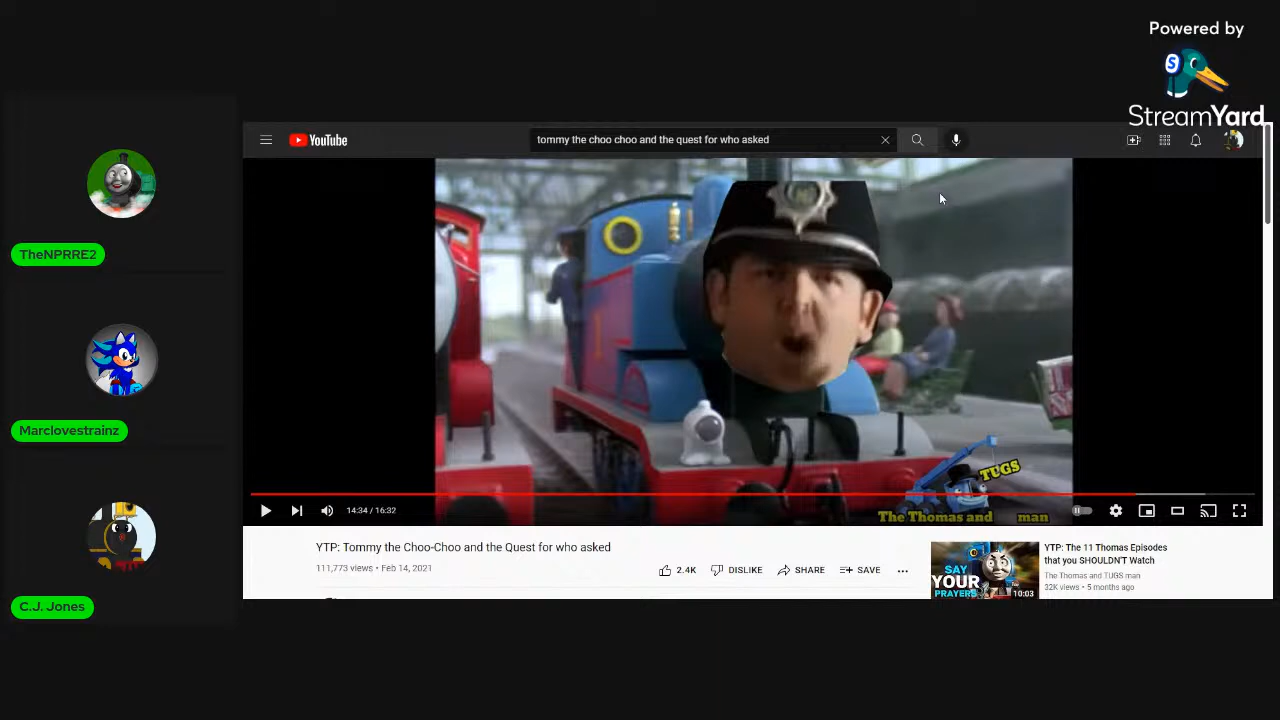 Powered by
StreamYard
YouTube
tommy the choo choo and the quest for who asked
TheNPRRE2
Marclovestrainz
C.J. Jones
1
TUGS
The Thomas and man
14:34 / 16:32
YTP: Tommy the Choo-Choo and the Quest for who asked
111,773 views • Feb 14, 2021
2.4K
DISLIKE
SHARE
SAVE
SAY
YOUR
PRAYERS
10:03
YTP: The 11 Thomas Episodes
that you SHOULDN'T Watch
The Thomas and TUGS man
32K views • 5 months ago